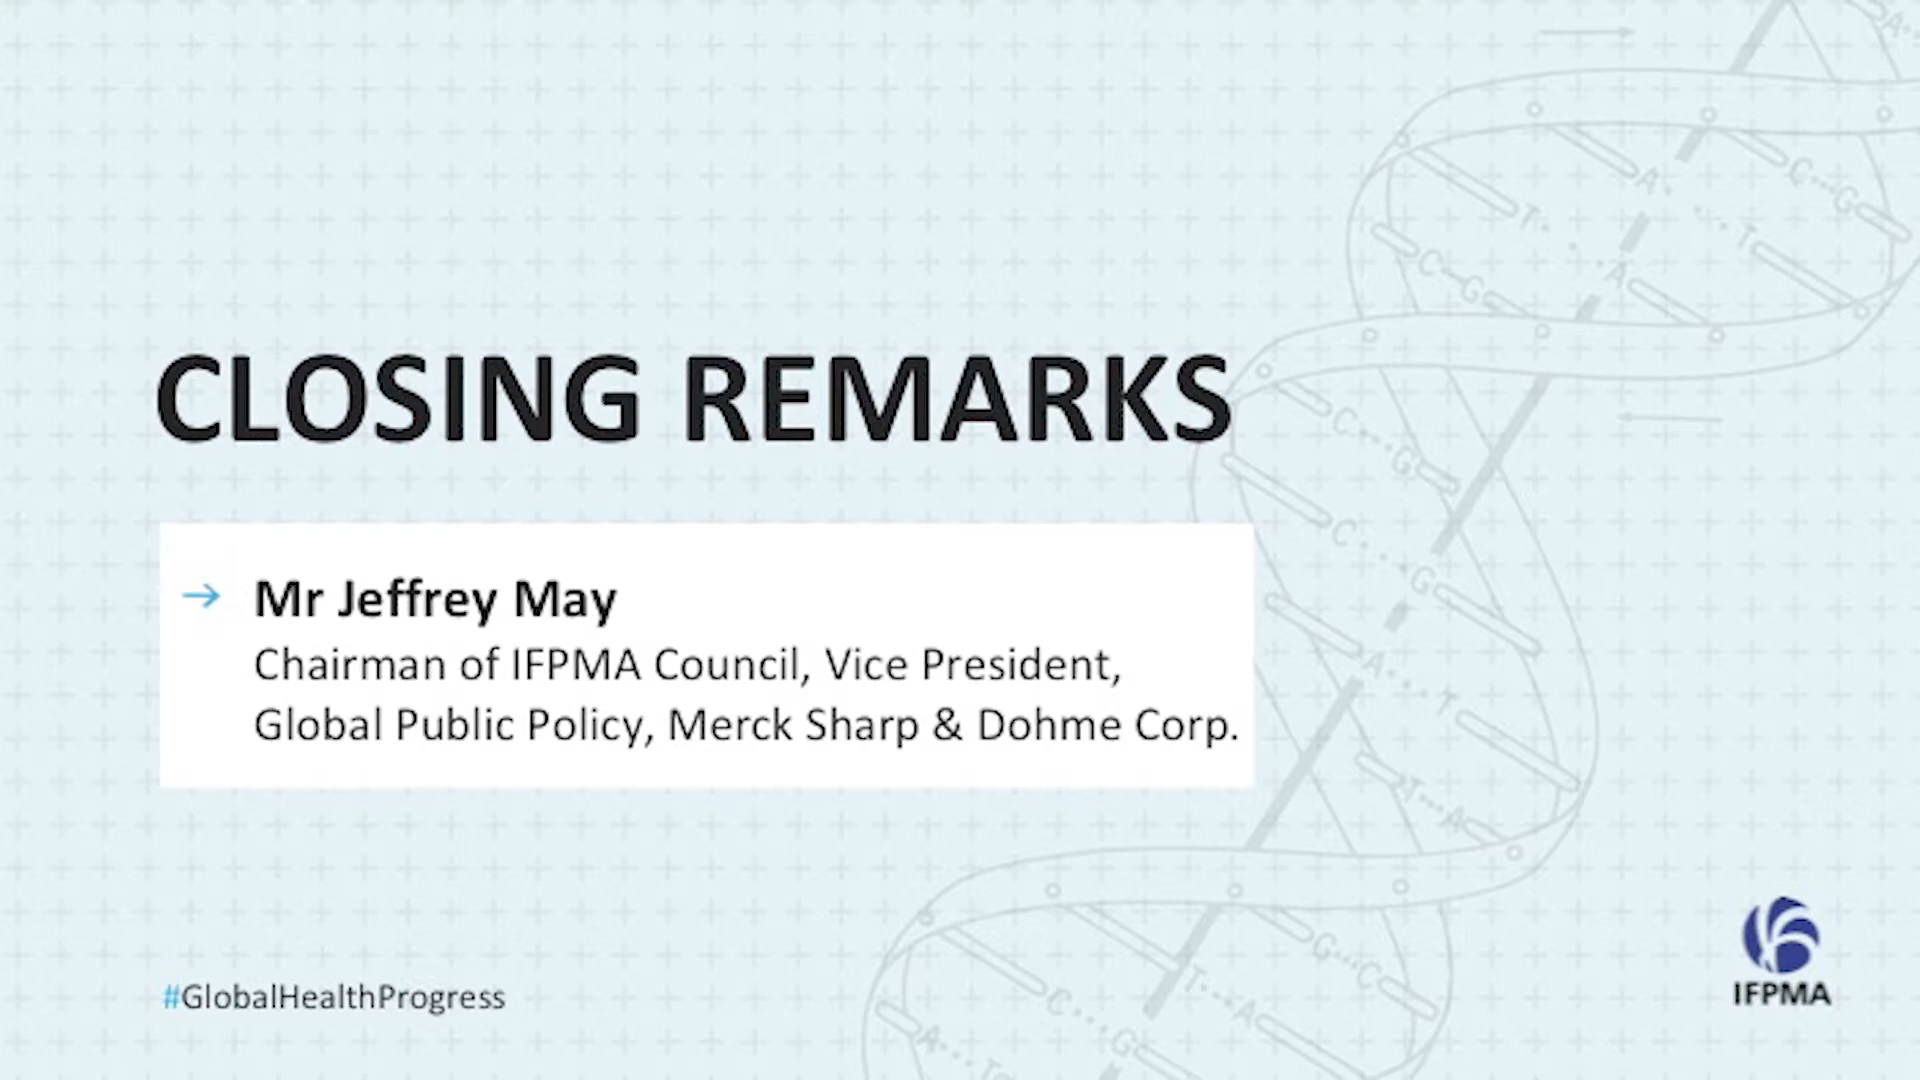 CLOSING REMARKS
→ Mr Jeffrey May
Chairman of IFPMA Council, Vice President,
Global Public Policy, Merck Sharp & Dohme Corp.
#GlobalHealthProgress
IFPMA